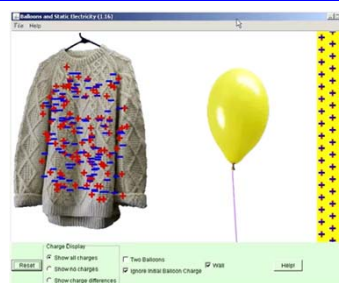 Balloons and Static Electricity (1.16)
File Help
Charge Display
Show all charges
Show no charges
Show charge differences
Two Balloons
Ignore Initial Balloon Charge
Wall
Reset
Help!